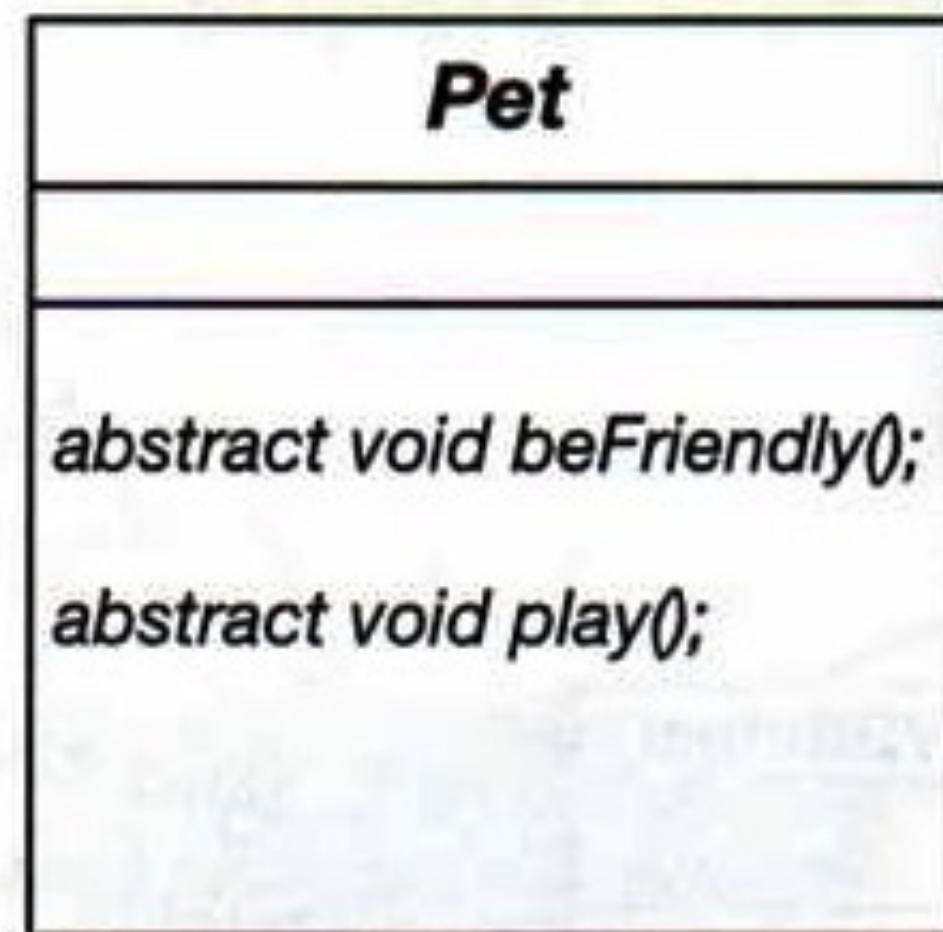 Pet
abstract void beFriendly();
abstract void play();